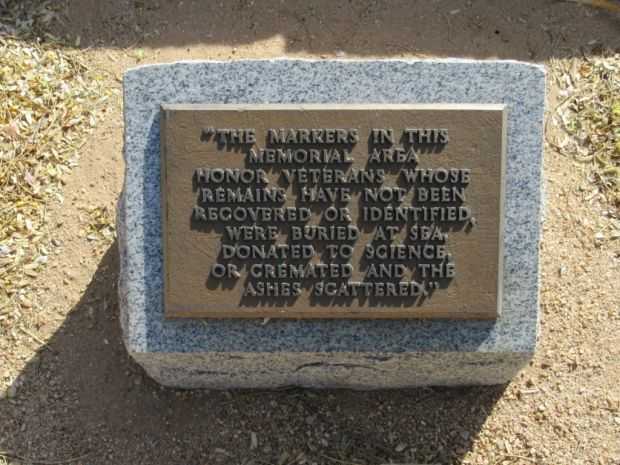 "THE MARKERS IN THIS
MEMORIAL AREA
HONOR VETERANS WHOSE
REMAINS HAVE NOT BEEN
RECOVERED OR IDENTIFIED,
WERE BURIED AT SEA,
DONATED TO SCIENCE,
OR CREMATED AND THE
ASHES SCATTERED."